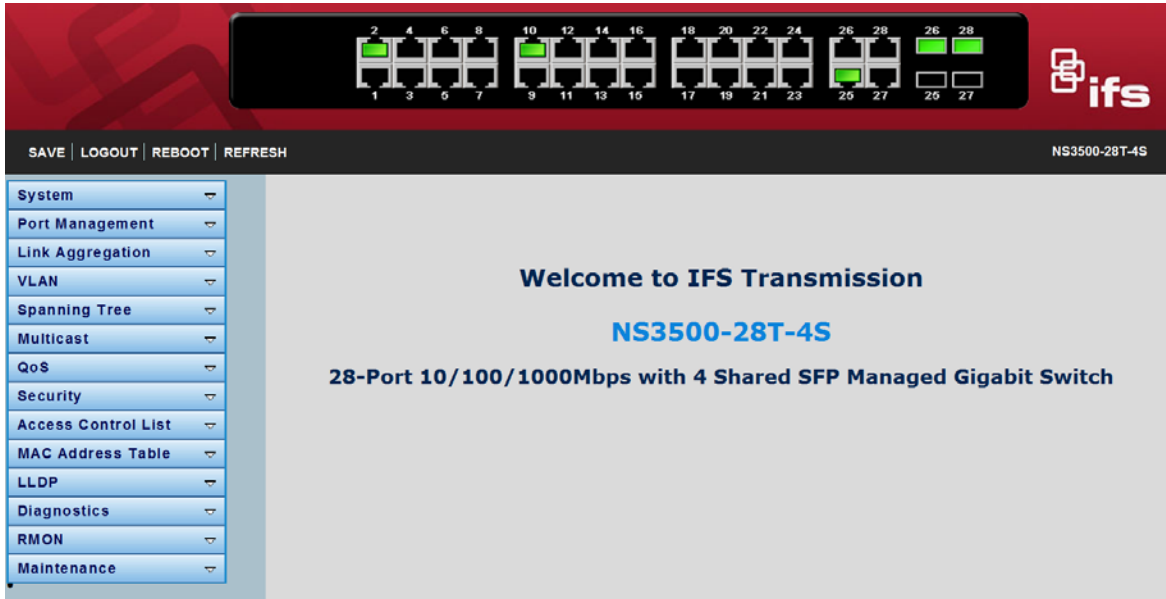 2 4 6 8 10 12 14 16 18 20 22 24 26 28 26 28
1 3 5 7 9 11 13 15 17 19 21 23 25 27 25 27
ifs
SAVE | LOGOUT | REBOOT | REFRESH
NS3500-28T-4S
System
Port Management
Link Aggregation
VLAN
Spanning Tree
Multicast
QoS
Security
Access Control List
MAC Address Table
LLDP
Diagnostics
RMON
Maintenance
Welcome to IFS Transmission
NS3500-28T-4S
28-Port 10/100/1000Mbps with 4 Shared SFP Managed Gigabit Switch